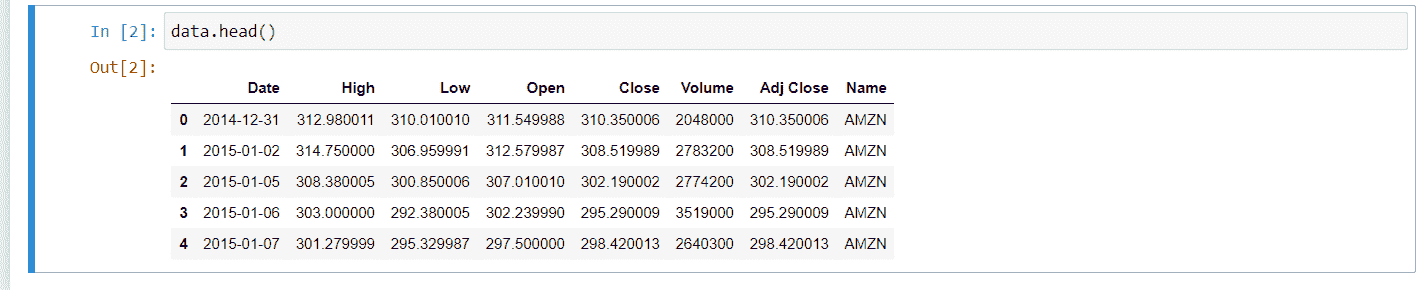 In [2]: data.head()
Out[2]:
Date High Low Open Close Volume Adj Close Name
0 2014-12-31 312.980011 310.010010 311.549988 310.350006 2048000 310.350006 AMZN
1 2015-01-02 314.750000 306.959991 312.579987 308.519989 2783200 308.519989 AMZN
2 2015-01-05 308.380005 300.850006 307.010010 302.190002 2774200 302.190002 AMZN
3 2015-01-06 303.000000 292.380005 302.239990 295.290009 3519000 295.290009 AMZN
4 2015-01-07 301.279999 295.329987 297.500000 298.420013 2640300 298.420013 AMZN